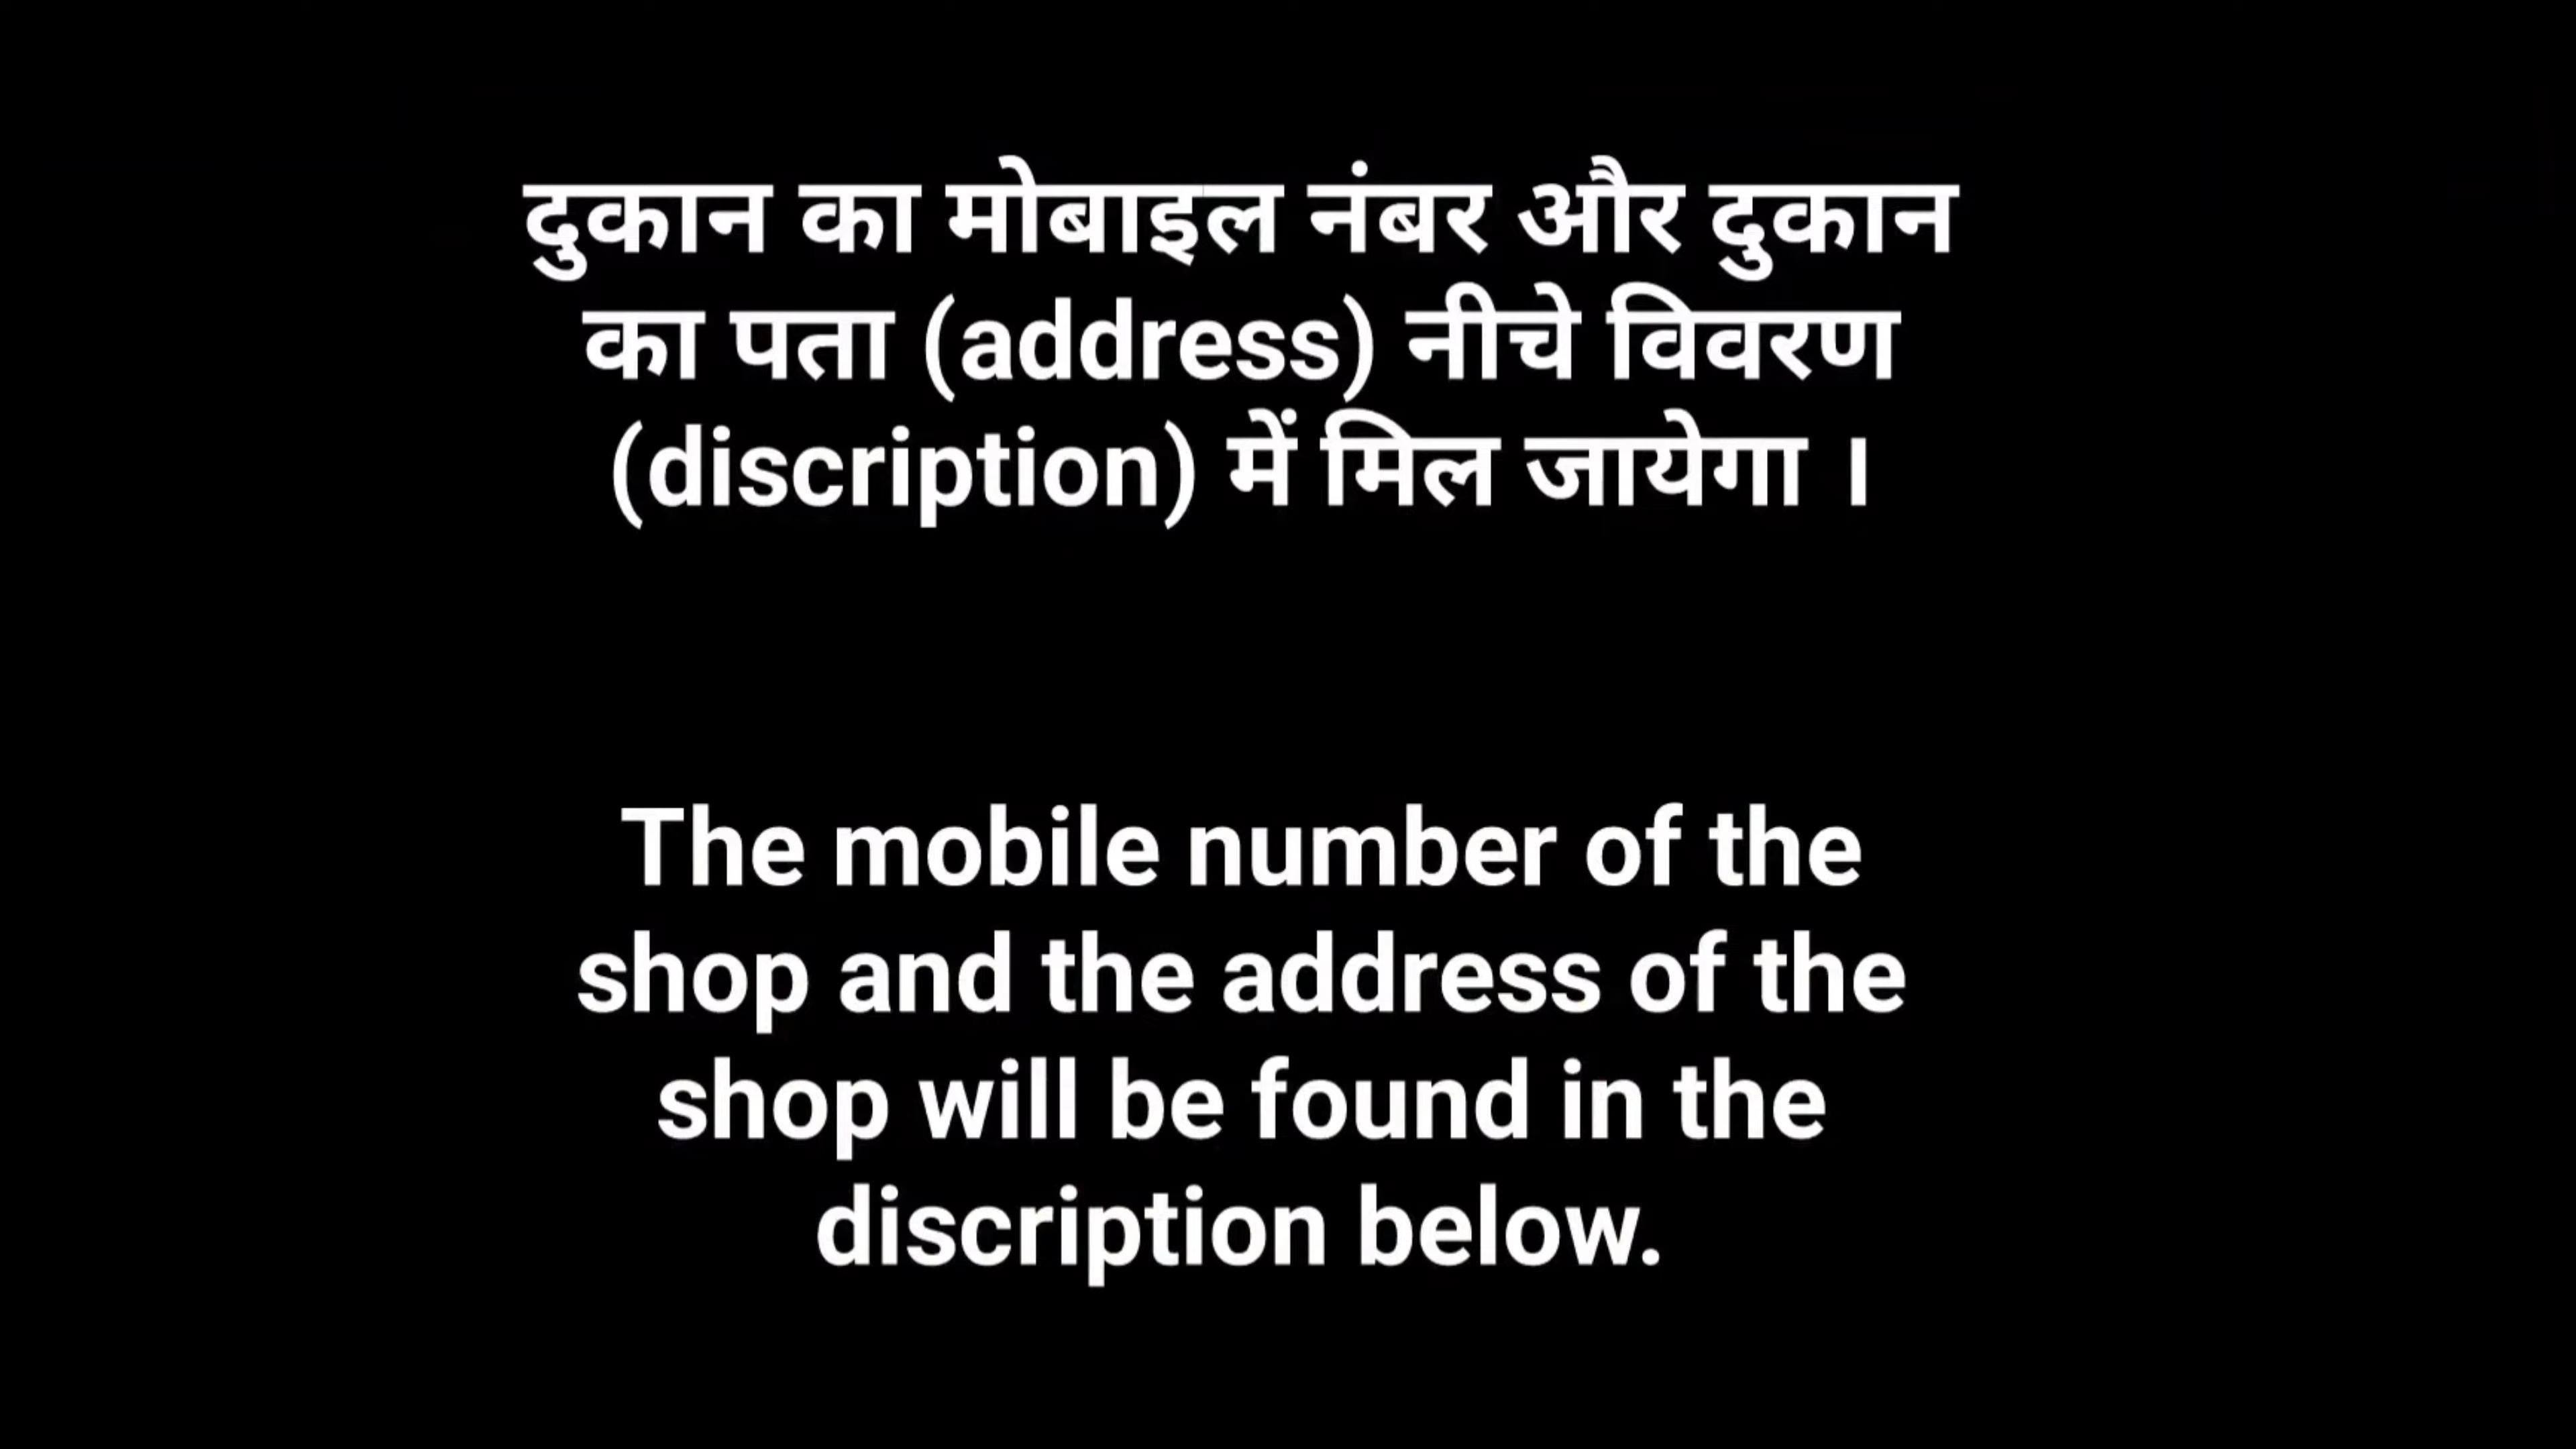 दुकान का मोबाइल नंबर और दुकान
का पता (address) नीचे विवरण
(discription) में मिल जायेगा ।
The mobile number of the
shop and the address of the
shop will be found in the
discription below.